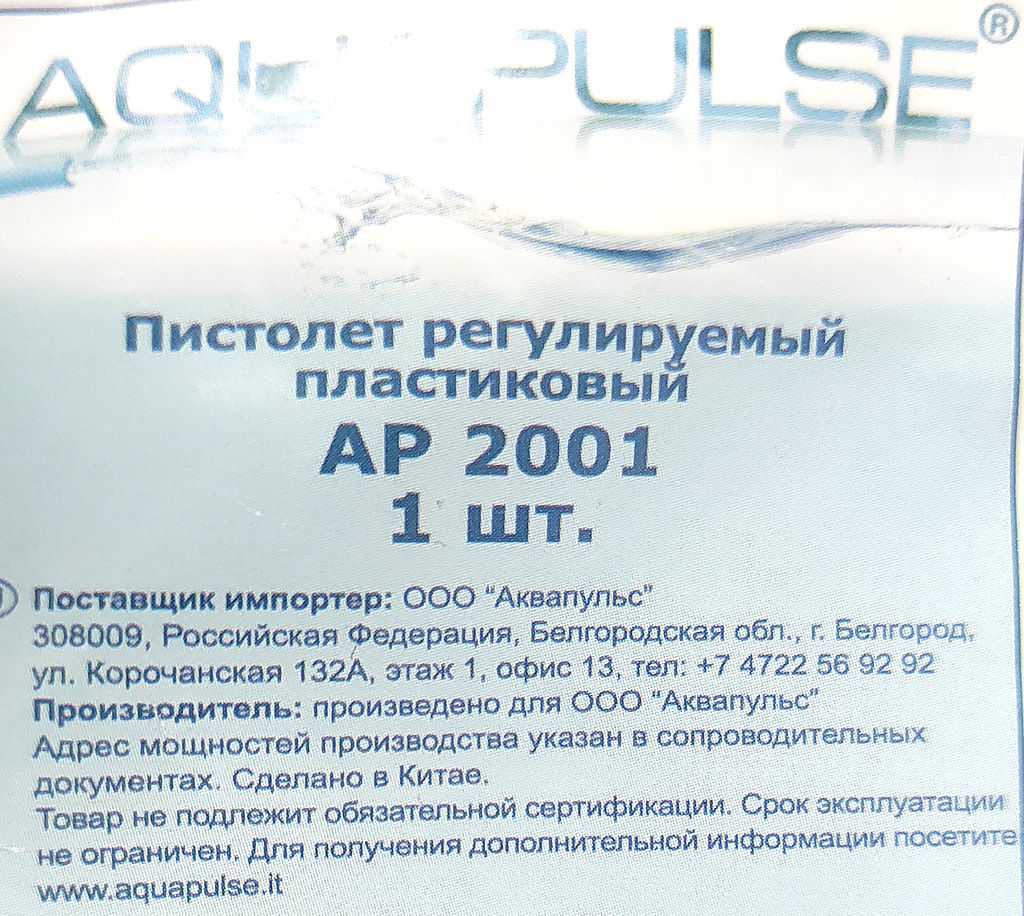 AQUAPULSE®
Пистолет регулируемый
пластиковый
AP 2001
1 шт.
Поставщик импортер: ООО “Аквапульс”
308009, Российская Федерация, Белгородская обл., г. Белгород,
ул. Корочанская 132А, этаж 1, офис 13, тел: +7 4722 56 92 92
Производитель: произведено для ООО “Аквапульс”
Адрес мощностей производства указан в сопроводительных
документах. Сделано в Китае.
Товар не подлежит обязательной сертификации. Срок эксплуатации
не ограничен. Для получения дополнительной информации посетите
www.aquapulse.it